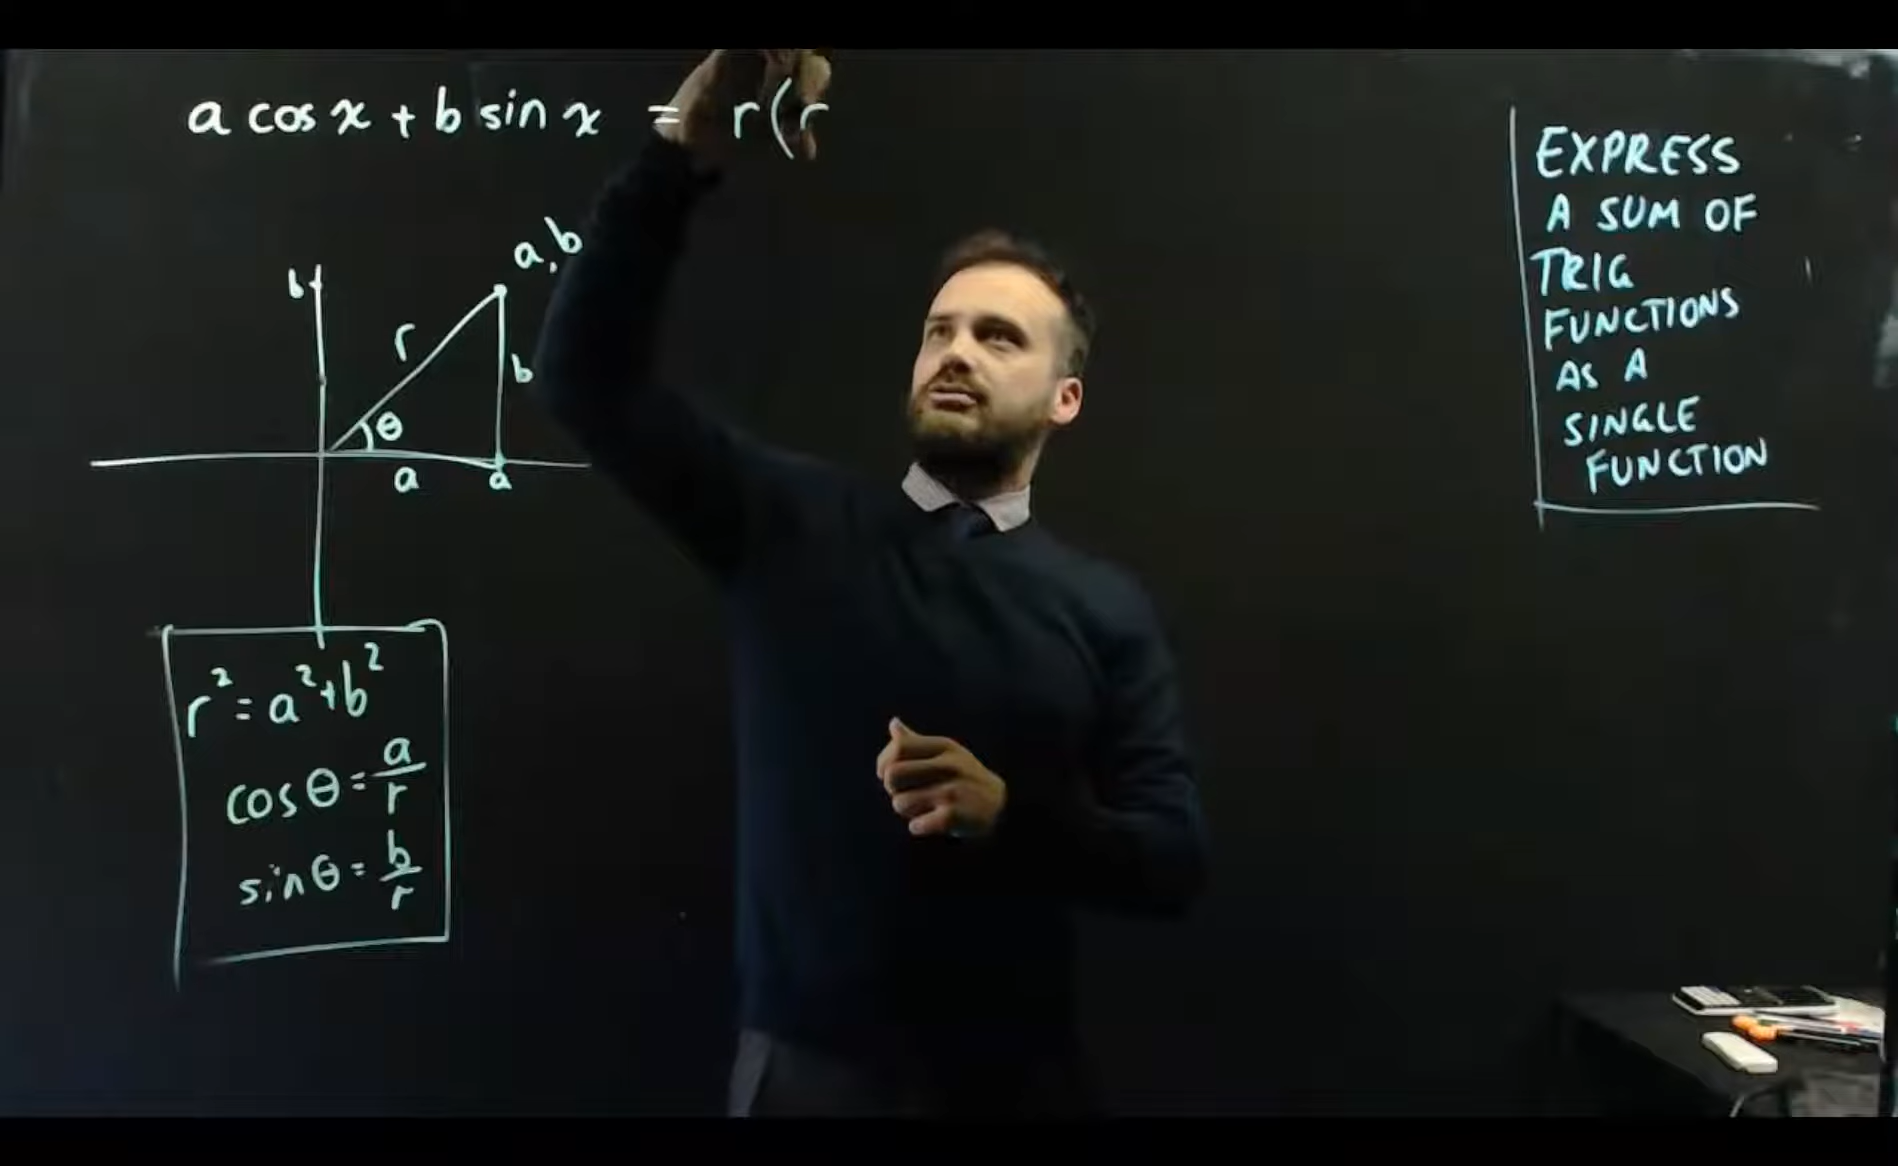 a cos x + b sin x = r(r
a,b
b
r
b
θ
a
a
r² = a² + b²
cos θ = a/r
sin θ = b/r
EXPRESS
A SUM OF
TRIG
FUNCTIONS
AS A
SINGLE
FUNCTION